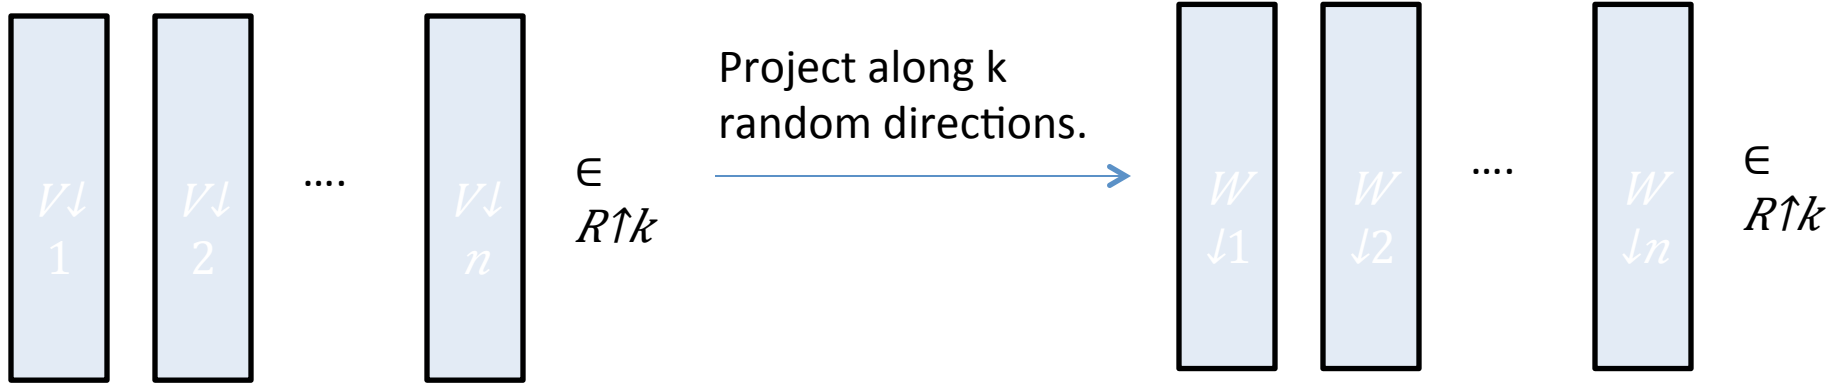 V↓
1
V↓
2
....
V↓
n
∈
R↑k
Project along k
random directions.
W
↓1
W
↓2
....
W
↓n
∈
R↑k